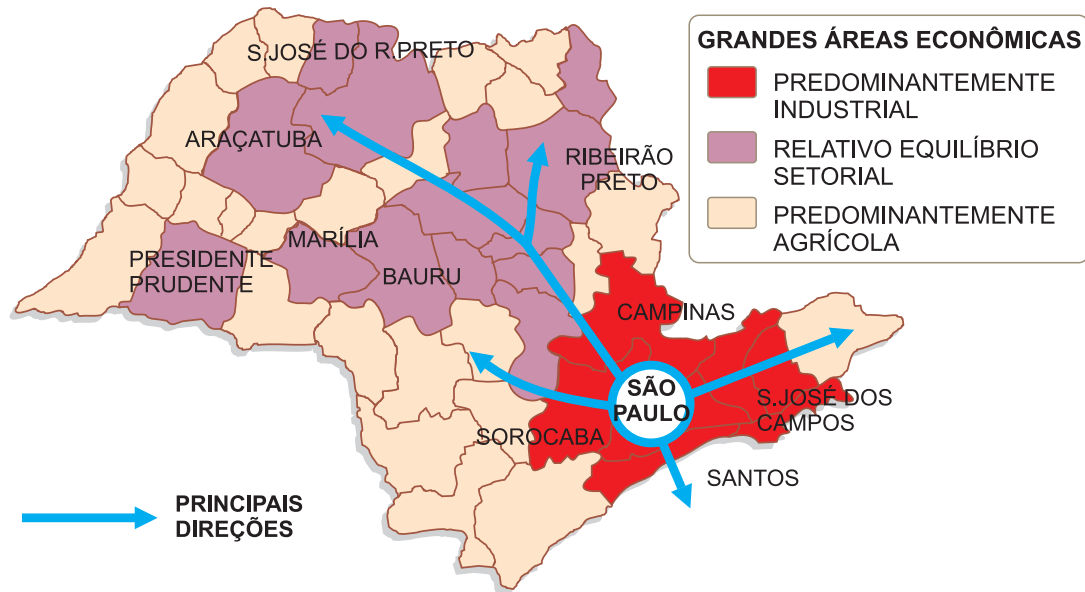 GRANDES ÁREAS ECONÔMICAS
PREDOMINANTEMENTE
INDUSTRIAL
RELATIVO EQUILÍBRIO
SETORIAL
PREDOMINANTEMENTE
AGRÍCOLA
S.JOSÉ DO R.PRETO
ARAÇATUBA
RIBEIRÃO
PRETO
MARÍLIA
PRESIDENTE
PRUDENTE
BAURU
CAMPINAS
SÃO
PAULO
S.JOSÉ DOS
CAMPOS
SOROCABA
SANTOS
PRINCIPAIS
DIREÇÕES